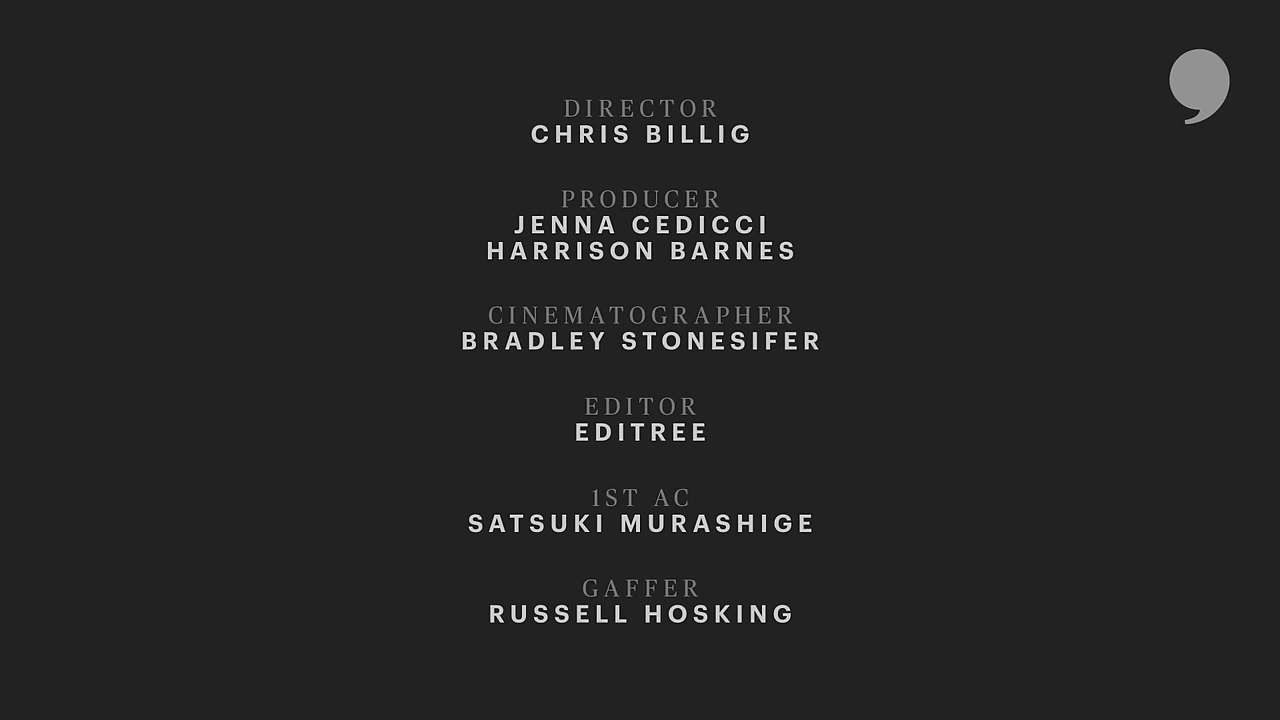 DIRECTOR
CHRIS BILLIG
PRODUCER
JENNA CEDICCI
HARRISON BARNES
CINEMATOGRAPHER
BRADLEY STONESIFER
EDITOR
EDITREE
1ST AC
SATSUKI MURASHIGE
GAFFER
RUSSELL HOSKING